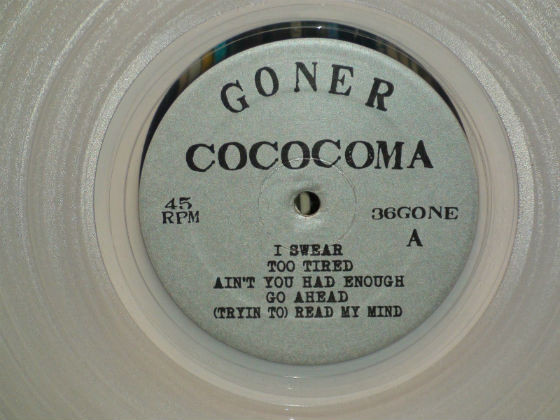 GONER
COCOCOMA
45
RPM
36GONE
A
I SWEAR
TOO TIRED
AIN'T YOU HAD ENOUGH
GO AHEAD
(TRYIN TO) READ MY MIND